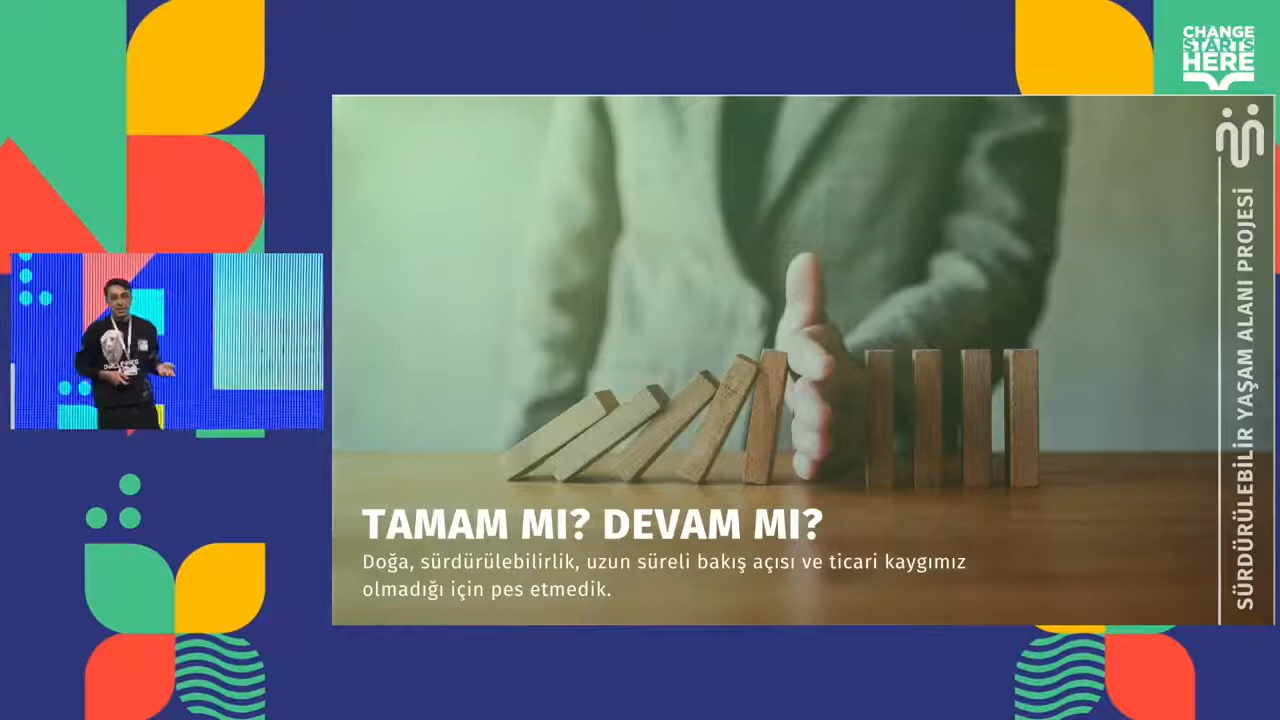 CHANGE
STARTS
HERE
SÜRDÜRÜLEBİLİR YAŞAM ALANI PROJESİ
TAMAM MI? DEVAM MI?
Doğa, sürdürülebilirlik, uzun süreli bakış açısı ve ticari kaygımız
olmadığı için pes etmedik.